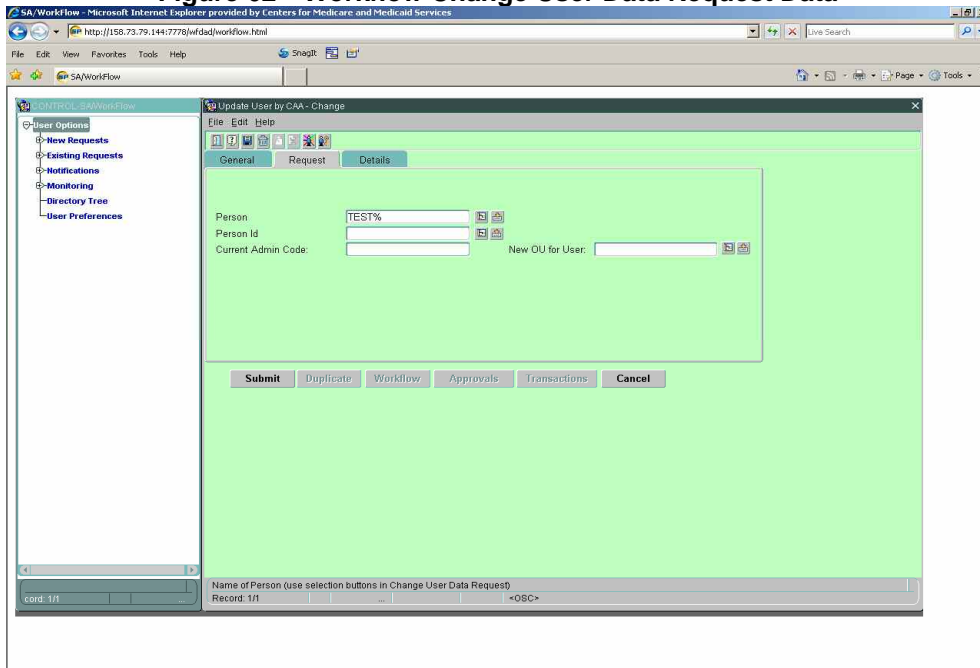 Figure 62 - Workflow Change User Data Request Data
SA/WorkFlow - Microsoft Internet Explorer provided by Centers for Medicare and Medicaid Services
http://158.73.79.144:7778/wfdad/workflow.html
Live Search
File Edit View Favorites Tools Help
SnagIt
SA/WorkFlow
Page Tools
CONTROL-SA/WorkFlow
User Options
New Requests
Existing Requests
Notifications
Monitoring
Directory Tree
User Preferences
cord: 1/1 ...
Update User by CAA - Change
File Edit Help
General Request Details
Person TEST%
Person Id
Current Admin Code: New OU for User:
Submit Duplicate Workflow Approvals Transactions Cancel
Name of Person (use selection buttons in Change User Data Request)
Record: 1/1 ... <OSC>